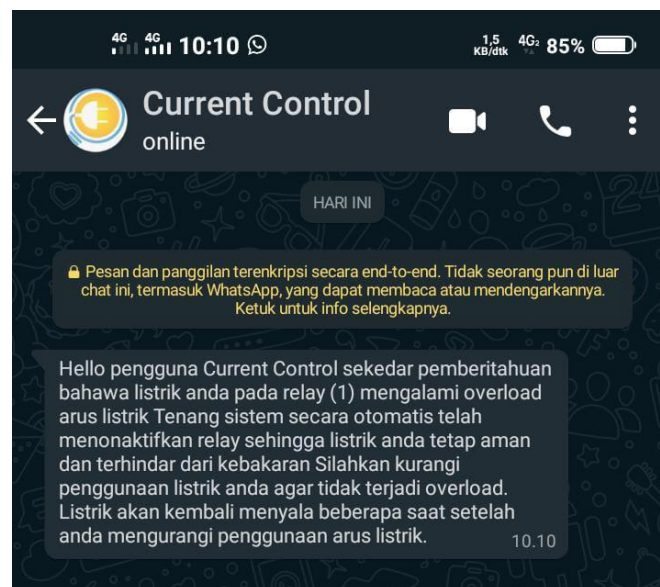 4G 4G 10:10 1,5 KB/dtk 4G2 85%
Current Control
online
HARI INI
Pesan dan panggilan terenkripsi secara end-to-end. Tidak seorang pun di luar
chat ini, termasuk WhatsApp, yang dapat membaca atau mendengarkannya.
Ketuk untuk info selengkapnya.
Hello pengguna Current Control sekedar pemberitahuan
bahawa listrik anda pada relay (1) mengalami overload
arus listrik Tenang sistem secara otomatis telah
menonaktifkan relay sehingga listrik anda tetap aman
dan terhindar dari kebakaran Silahkan kurangi
penggunaan listrik anda agar tidak terjadi overload.
Listrik akan kembali menyala beberapa saat setelah
anda mengurangi penggunaan arus listrik. 10.10